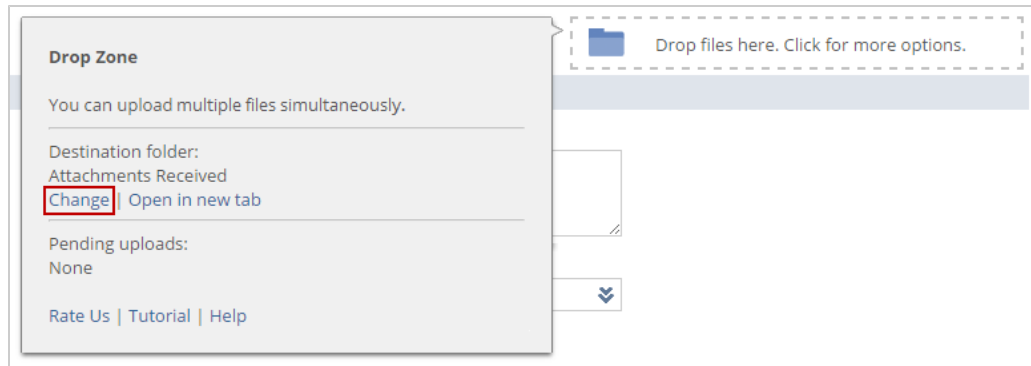 Drop Zone
Drop files here. Click for more options.
You can upload multiple files simultaneously.
Destination folder:
Attachments Received
Change | Open in new tab
Pending uploads:
None
Rate Us | Tutorial | Help